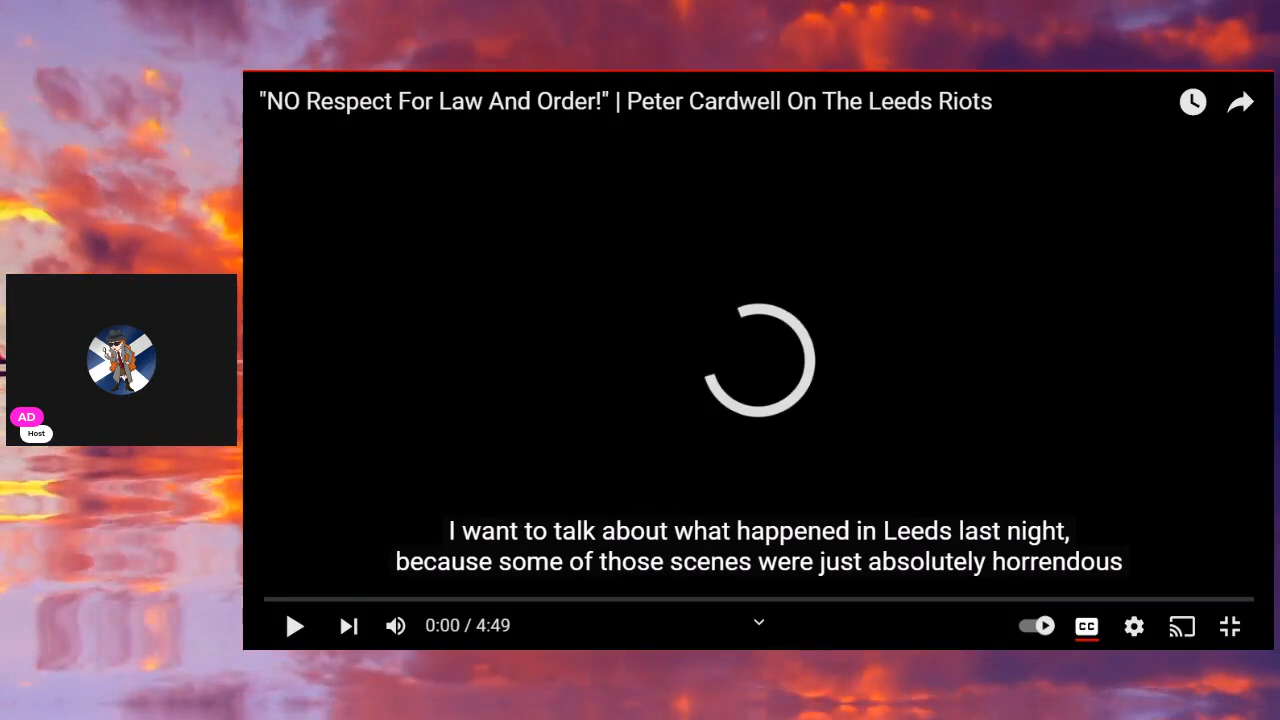 "NO Respect For Law And Order!" | Peter Cardwell On The Leeds Riots
AD
Host
I want to talk about what happened in Leeds last night,
because some of those scenes were just absolutely horrendous
0:00 / 4:49
CC